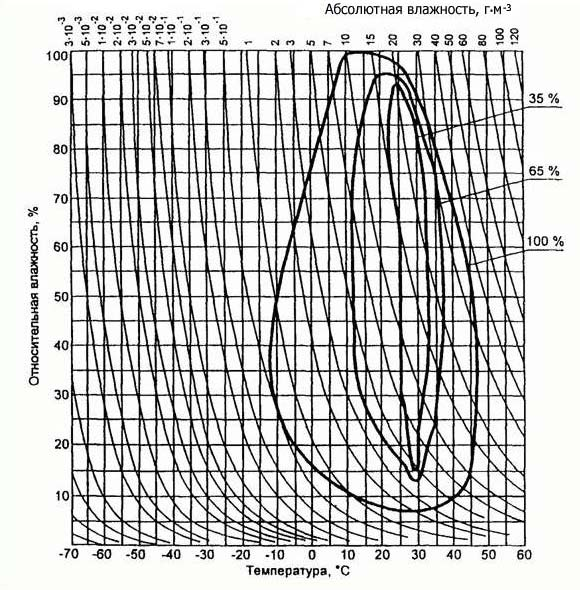 Абсолютная влажность, г·м-3
3·10-3 5·10-3 1·10-2 2·10-2 3·10-2 5·10-2 7·10-2 1·10-1 2·10-1 3·10-1 5·10-1 1 2 3 5 7 10 15 20 30 40 50 60 80 100 120
100
90
35 %
80
65 %
70
60
100 %
50
40
30
20
10
Относительная влажность, %
-70 -60 -50 -40 -30 -20 -10 0 10 20 30 40 50 60
Температура, °С